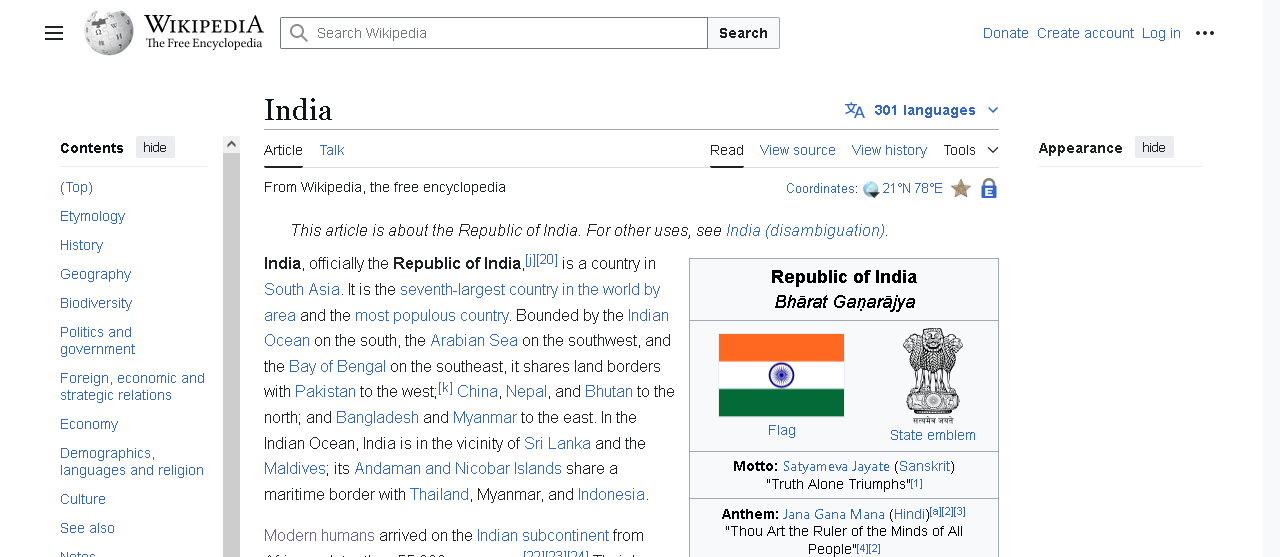 WIKIPEDIA
The Free Encyclopedia
Search Wikipedia
Search
Donate Create account Log in
India
301 languages
Contents hide
Article Talk
Read View source View history Tools
Appearance hide
From Wikipedia, the free encyclopedia
Coordinates: 21°N 78°E
(Top)
Etymology
History
Geography
Biodiversity
Politics and
government
Foreign, economic and
strategic relations
Economy
Demographics,
languages and religion
Culture
See also
Notes
This article is about the Republic of India. For other uses, see India (disambiguation).
India, officially the Republic of India,[j][20] is a country in
South Asia. It is the seventh-largest country in the world by
area and the most populous country. Bounded by the Indian
Ocean on the south, the Arabian Sea on the southwest, and
the Bay of Bengal on the southeast, it shares land borders
with Pakistan to the west;[k] China, Nepal, and Bhutan to the
north; and Bangladesh and Myanmar to the east. In the
Indian Ocean, India is in the vicinity of Sri Lanka and the
Maldives; its Andaman and Nicobar Islands share a
maritime border with Thailand, Myanmar, and Indonesia.
Modern humans arrived on the Indian subcontinent from
Republic of India
Bhārat Gaṇarājya
सत्यमेव जयते
Flag
State emblem
Motto: Satyameva Jayate (Sanskrit)
"Truth Alone Triumphs"[1]
Anthem: Jana Gana Mana (Hindi)[a][2][3]
"Thou Art the Ruler of the Minds of All
People"[4][2]